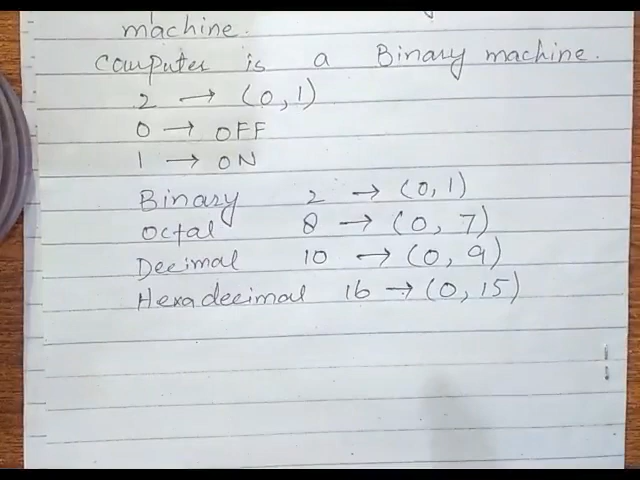 machine.
Computer is a Binary machine.
2 → (0,1)
0 → OFF
1 → ON
Binary 2 → (0,1)
Octal 8 → (0, 7)
Decimal 10 → (0, 9)
Hexadecimal 16 → (0, 15)